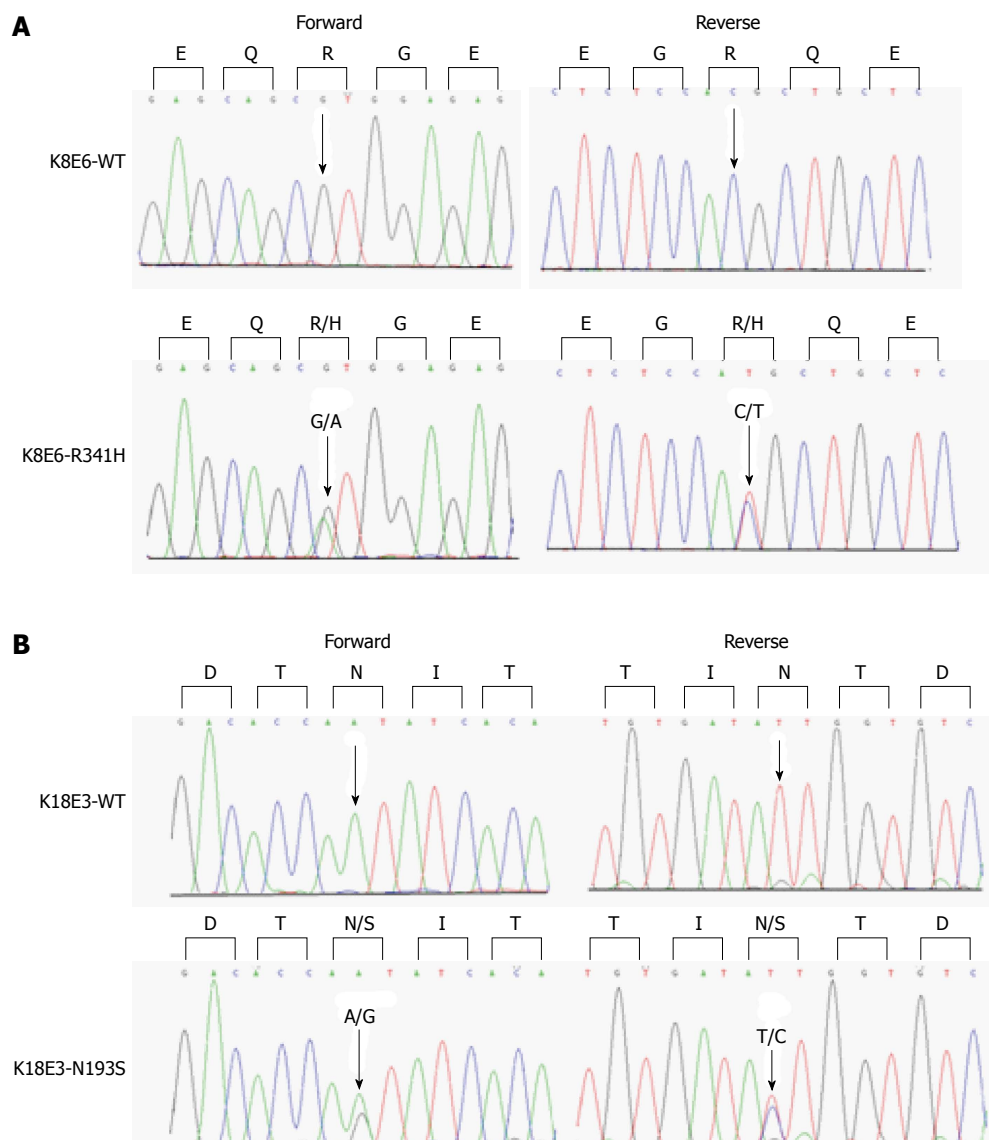 A
Forward Reverse
E Q R G E E G R Q E
G A G C A G C G T G G A G A G C T C T C C A C G C T G C T C
K8E6-WT
E Q R/H G E E G R/H Q E
G A G C A G C G T G G A G A G C T C T C C A T G C T G C T C
G/A C/T
K8E6-R341H
B
Forward Reverse
D T N I T T I N T D
G A C A C C A A T A T C A C A T G T G A T A T T G G T G T C
K18E3-WT
D T N/S I T T I N/S T D
G A C A C C A A T A T C A C A T G T G A T A T T G G T G T C
A/G T/C
K18E3-N193S